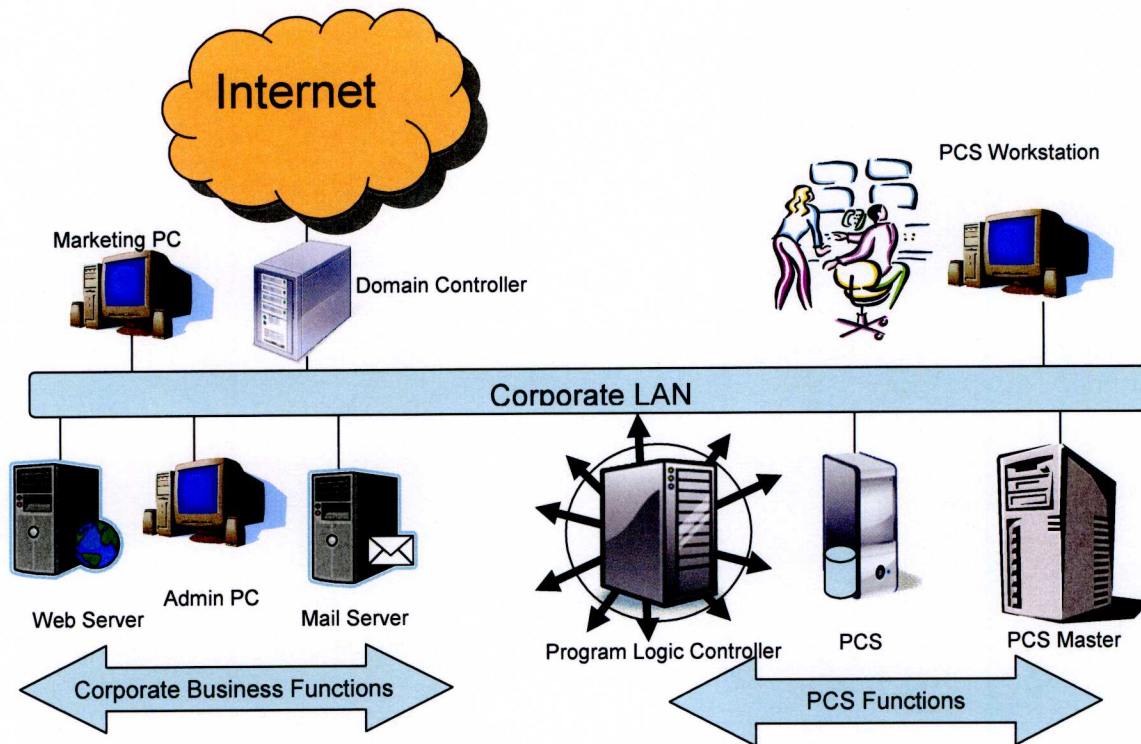 Internet
PCS Workstation
Marketing PC
Domain Controller
Corporate LAN
Web Server
Admin PC
Mail Server
Program Logic Controller
PCS
PCS Master
Corporate Business Functions
PCS Functions